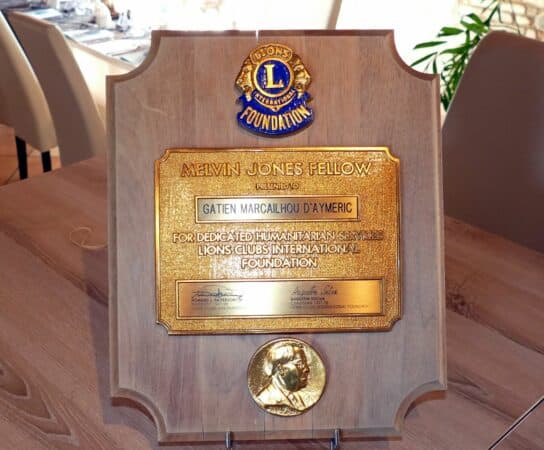 LIONS
L
INTERNATIONAL
FOUNDATION
MELVIN JONES FELLOW
PRESENTED TO
GATIEN MARCAILHOU D'AYMERIC
FOR DEDICATED HUMANITARIAN SERVICES
LIONS CLUBS INTERNATIONAL
FOUNDATION